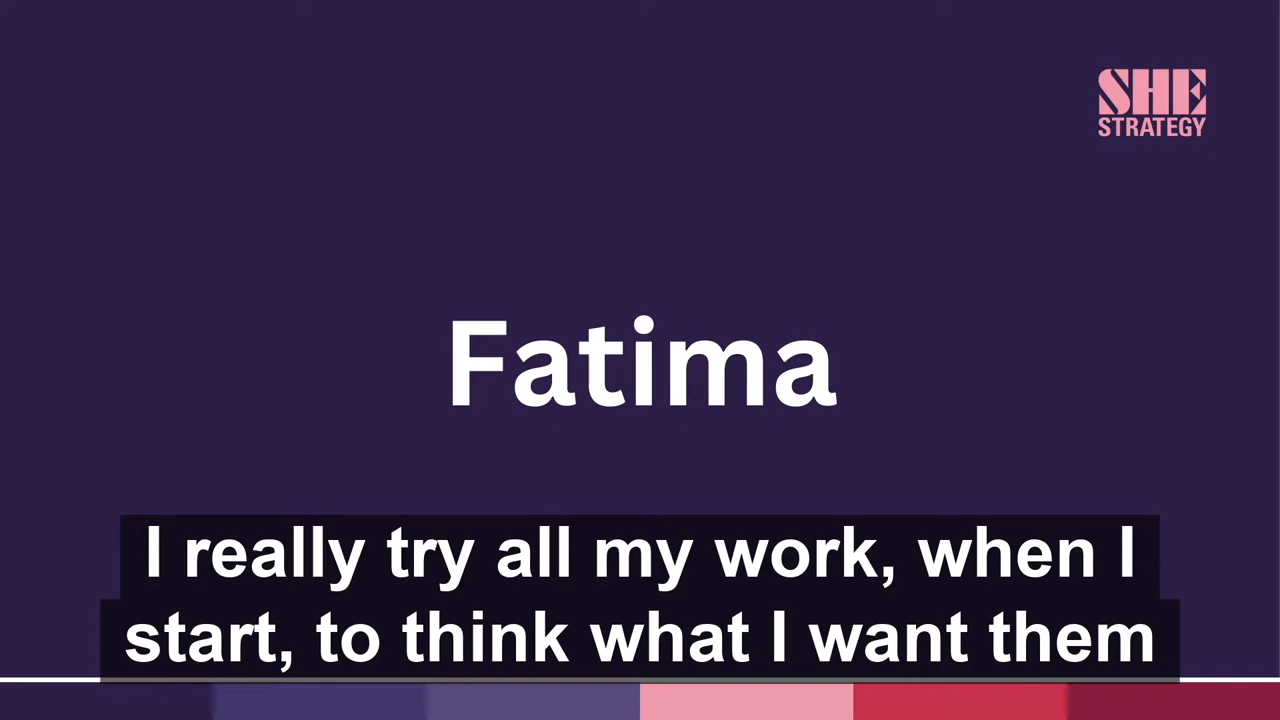 SHE
STRATEGY
Fatima
I really try all my work, when I
start, to think what I want them